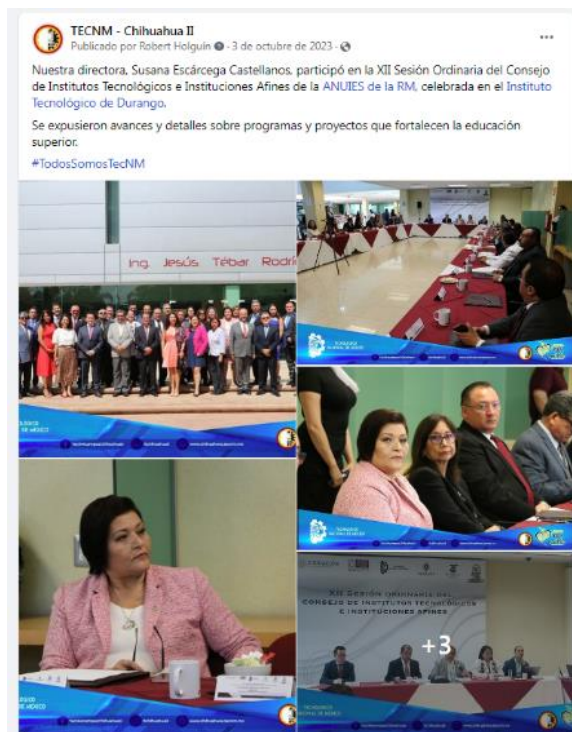 TECNM - Chihuahua II
Publicado por Robert Holguin · 3 de octubre de 2023 ·
Nuestra directora, Susana Escárcega Castellanos, participó en la XII Sesión Ordinaria del Consejo
de Institutos Tecnológicos e Instituciones Afines de la ANUIES de la RM, celebrada en el Instituto
Tecnológico de Durango.
Se expusieron avances y detalles sobre programas y proyectos que fortalecen la educación
superior.
#TodosSomosTecNM
Ing. Jesús Tébar Rodrí
XII SESIÓN ORDINARIA DEL
CONSEJO DE INSTITUTOS TECNOLÓGICOS
E INSTITUCIONES AFINES
+3